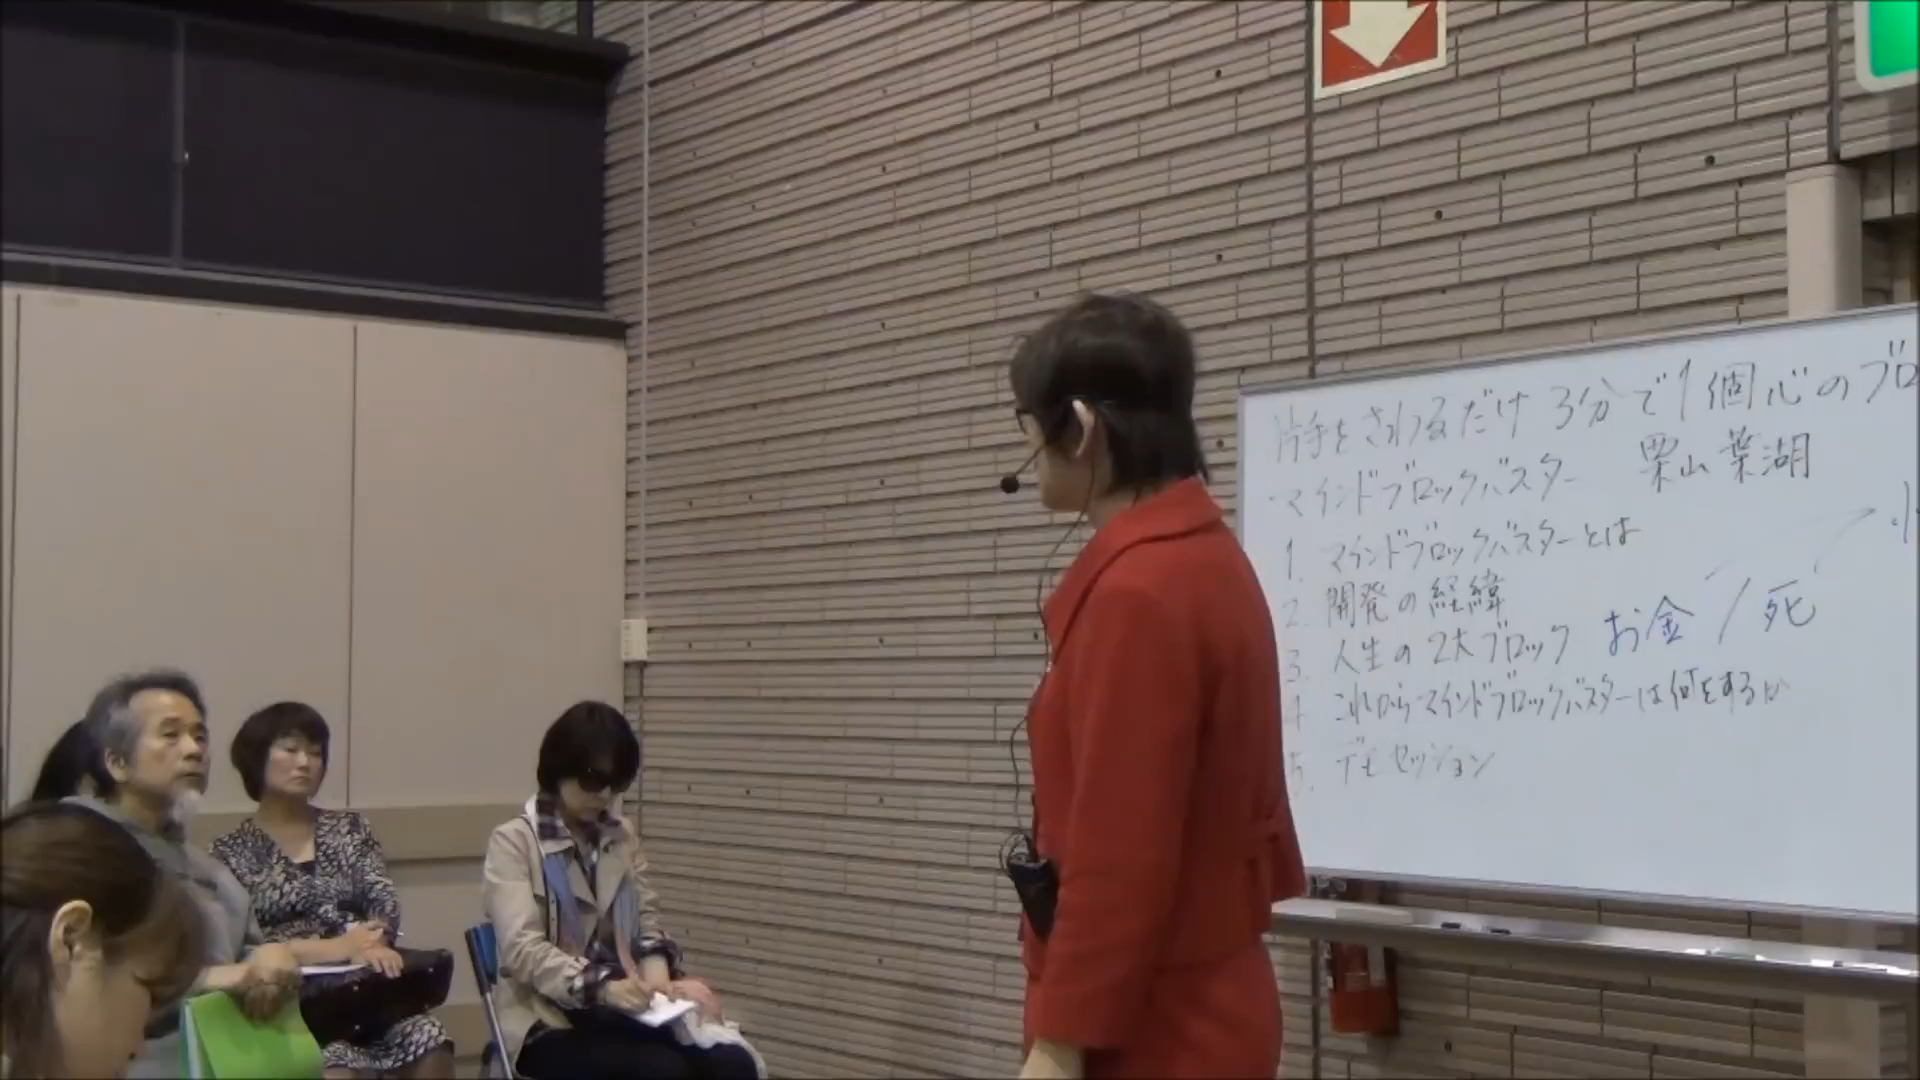 片手をさわるだけ 3分で1個心のブロ
マインドブロックバスター 栗山葉湖
1. マインドブロックバスターとは
2. 開発の経緯
3. 人生の2大ブロック お金/死
4. これからマインドブロックバスターは何をするか
5. デモセッション